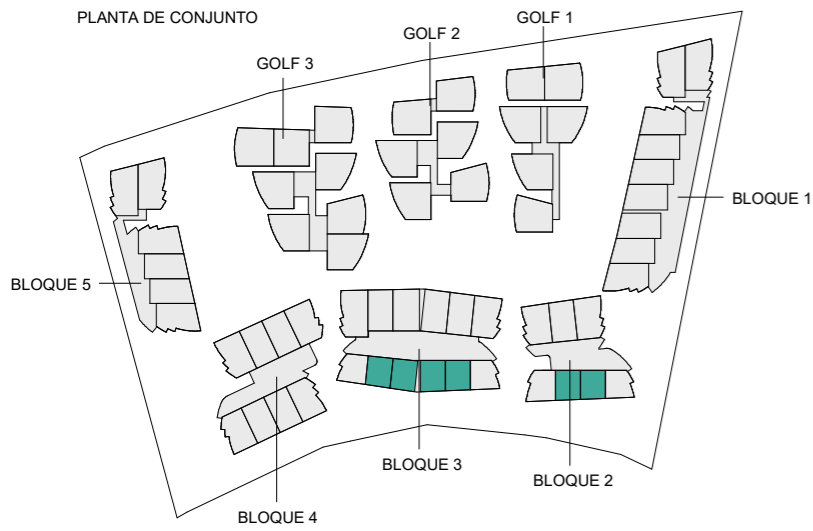 PLANTA DE CONJUNTO
GOLF 1
GOLF 2
GOLF 3
BLOQUE 1
BLOQUE 5
BLOQUE 3
BLOQUE 2
BLOQUE 4